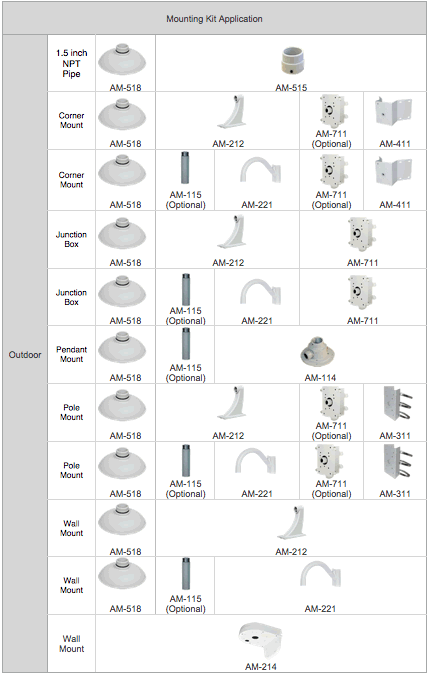 Mounting Kit Application
Outdoor
1.5 inch
NPT
Pipe
AM-518
AM-515
Corner
Mount
AM-518
AM-212
AM-711
(Optional)
AM-411
Corner
Mount
AM-518
AM-115
(Optional)
AM-221
AM-711
(Optional)
AM-411
Junction
Box
AM-518
AM-212
AM-711
Junction
Box
AM-518
AM-115
(Optional)
AM-221
AM-711
Pendant
Mount
AM-518
AM-115
(Optional)
AM-114
Pole
Mount
AM-518
AM-212
AM-711
(Optional)
AM-311
Pole
Mount
AM-518
AM-115
(Optional)
AM-221
AM-711
(Optional)
AM-311
Wall
Mount
AM-518
AM-212
Wall
Mount
AM-518
AM-115
(Optional)
AM-221
Wall
Mount
AM-214